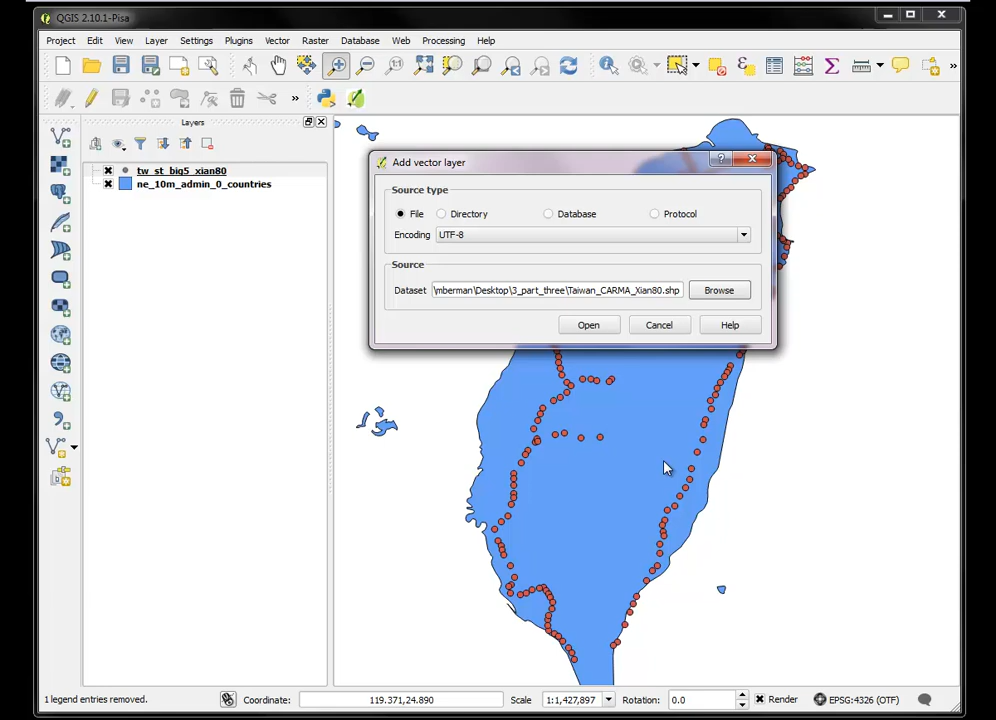 QGIS 2.10.1-Pisa
Project Edit View Layer Settings Plugins Vector Raster Database Web Processing Help
Layers
tw_st_big5_xian80
ne_10m_admin_0_countries
Add vector layer
Source type
File Directory Database Protocol
Encoding UTF-8
Source
Dataset \mberman\Desktop\3_part_three\Taiwan_CARMA_Xian80.shp Browse
Open Cancel Help
1 legend entries removed. Coordinate: 119.371,24.890 Scale 1:1,427,897 Rotation: 0.0 Render EPSG:4326 (OTF)